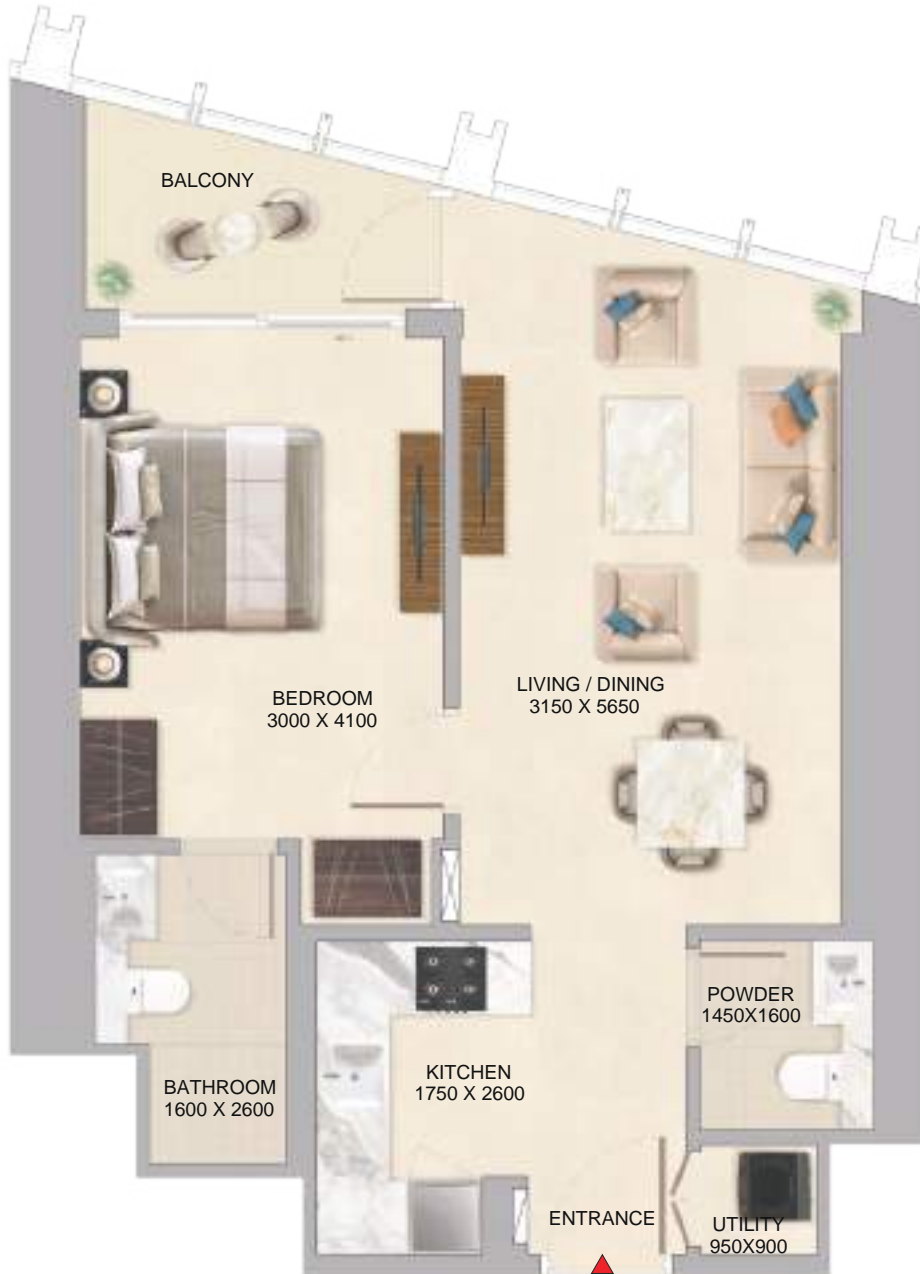 BALCONY
BEDROOM
3000 X 4100
LIVING / DINING
3150 X 5650
POWDER
1450X1600
KITCHEN
1750 X 2600
BATHROOM
1600 X 2600
ENTRANCE
UTILITY
950X900